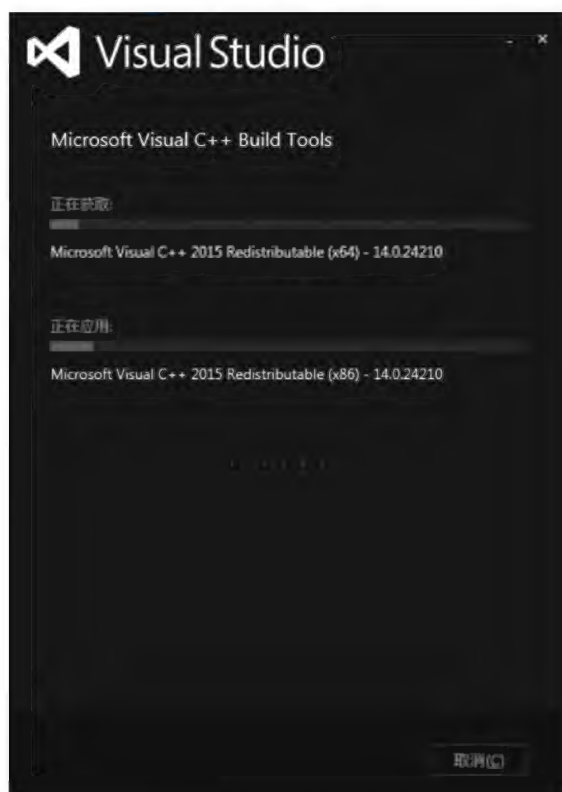 Visual Studio
Microsoft Visual C++ Build Tools
正在获取:
Microsoft Visual C++ 2015 Redistributable (x64) - 14.0.24210
正在应用:
Microsoft Visual C++ 2015 Redistributable (x86) - 14.0.24210
取消(C)